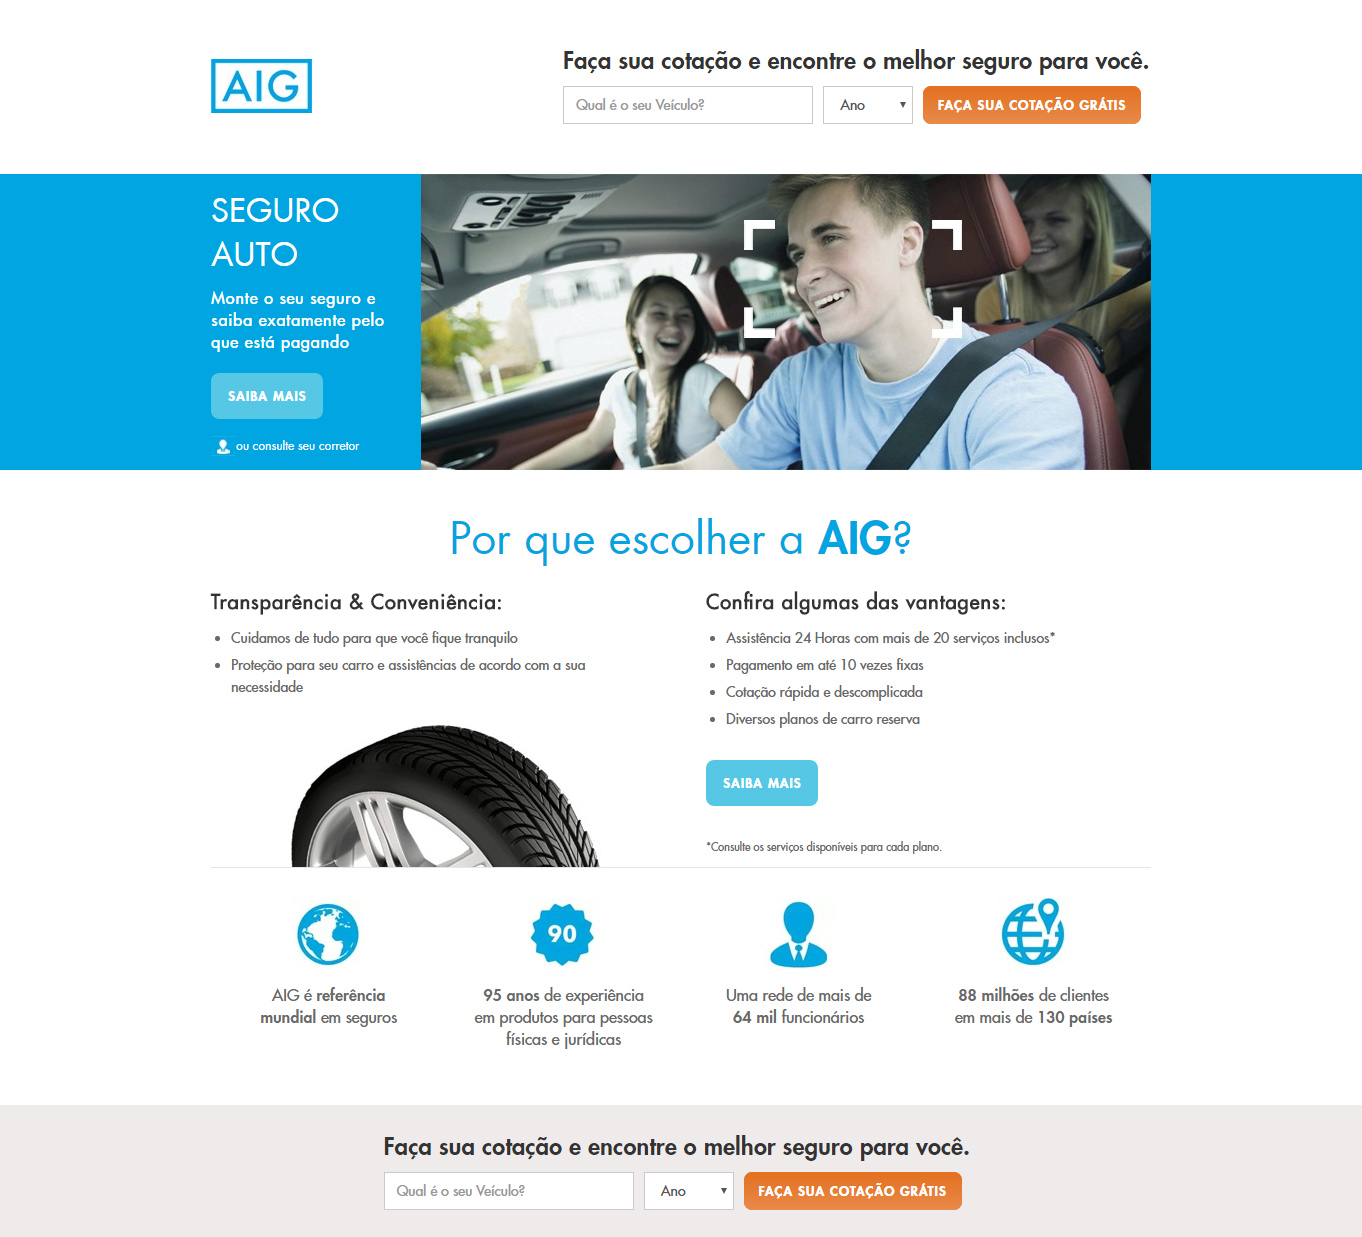 AIG
Faça sua cotação e encontre o melhor seguro para você.
Qual é o seu Veículo?
Ano
FAÇA SUA COTAÇÃO GRÁTIS
SEGURO
AUTO
Monte o seu seguro e
saiba exatamente pelo
que está pagando
SAIBA MAIS
ou consulte seu corretor
Por que escolher a AIG?
Transparência & Conveniência:
Cuidamos de tudo para que você fique tranquilo
Proteção para seu carro e assistências de acordo com a sua
necessidade
Confira algumas das vantagens:
Assistência 24 Horas com mais de 20 serviços inclusos*
Pagamento em até 10 vezes fixas
Cotação rápida e descomplicada
Diversos planos de carro reserva
SAIBA MAIS
*Consulte os serviços disponíveis para cada plano.
AIG é referência
mundial em seguros
90
95 anos de experiência
em produtos para pessoas
físicas e jurídicas
Uma rede de mais de
64 mil funcionários
88 milhões de clientes
em mais de 130 países
Faça sua cotação e encontre o melhor seguro para você.
Qual é o seu Veículo?
Ano
FAÇA SUA COTAÇÃO GRÁTIS